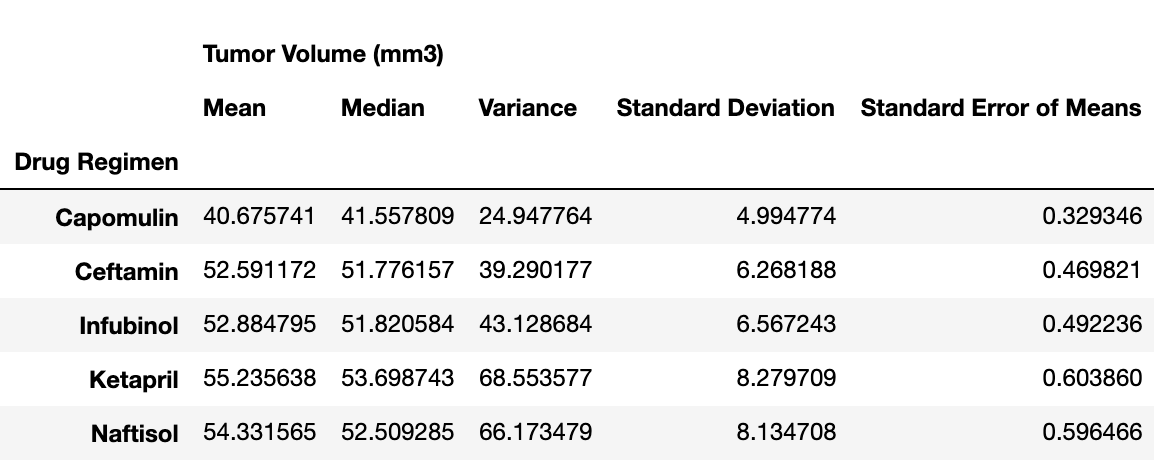 Tumor Volume (mm3)
Mean Median Variance Standard Deviation Standard Error of Means
Drug Regimen
Capomulin 40.675741 41.557809 24.947764 4.994774 0.329346
Ceftamin 52.591172 51.776157 39.290177 6.268188 0.469821
Infubinol 52.884795 51.820584 43.128684 6.567243 0.492236
Ketapril 55.235638 53.698743 68.553577 8.279709 0.603860
Naftisol 54.331565 52.509285 66.173479 8.134708 0.596466